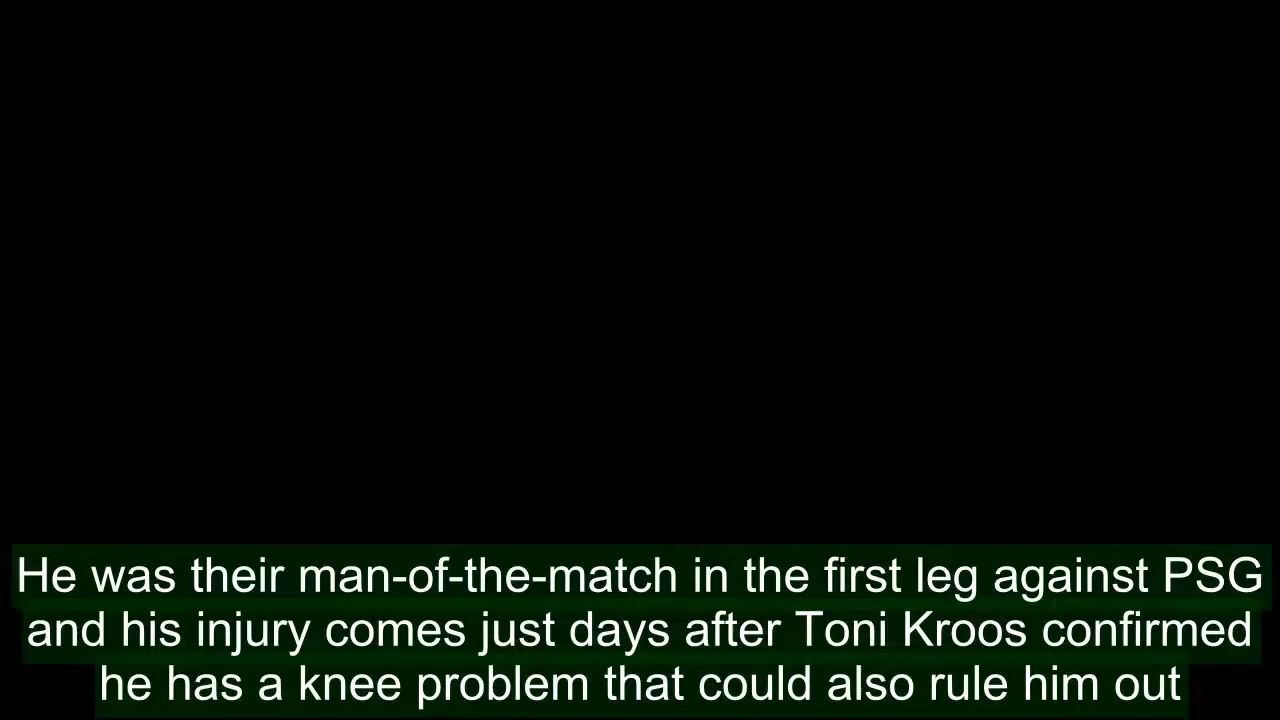 He was their man-of-the-match in the first leg against PSG
and his injury comes just days after Toni Kroos confirmed
he has a knee problem that could also rule him out